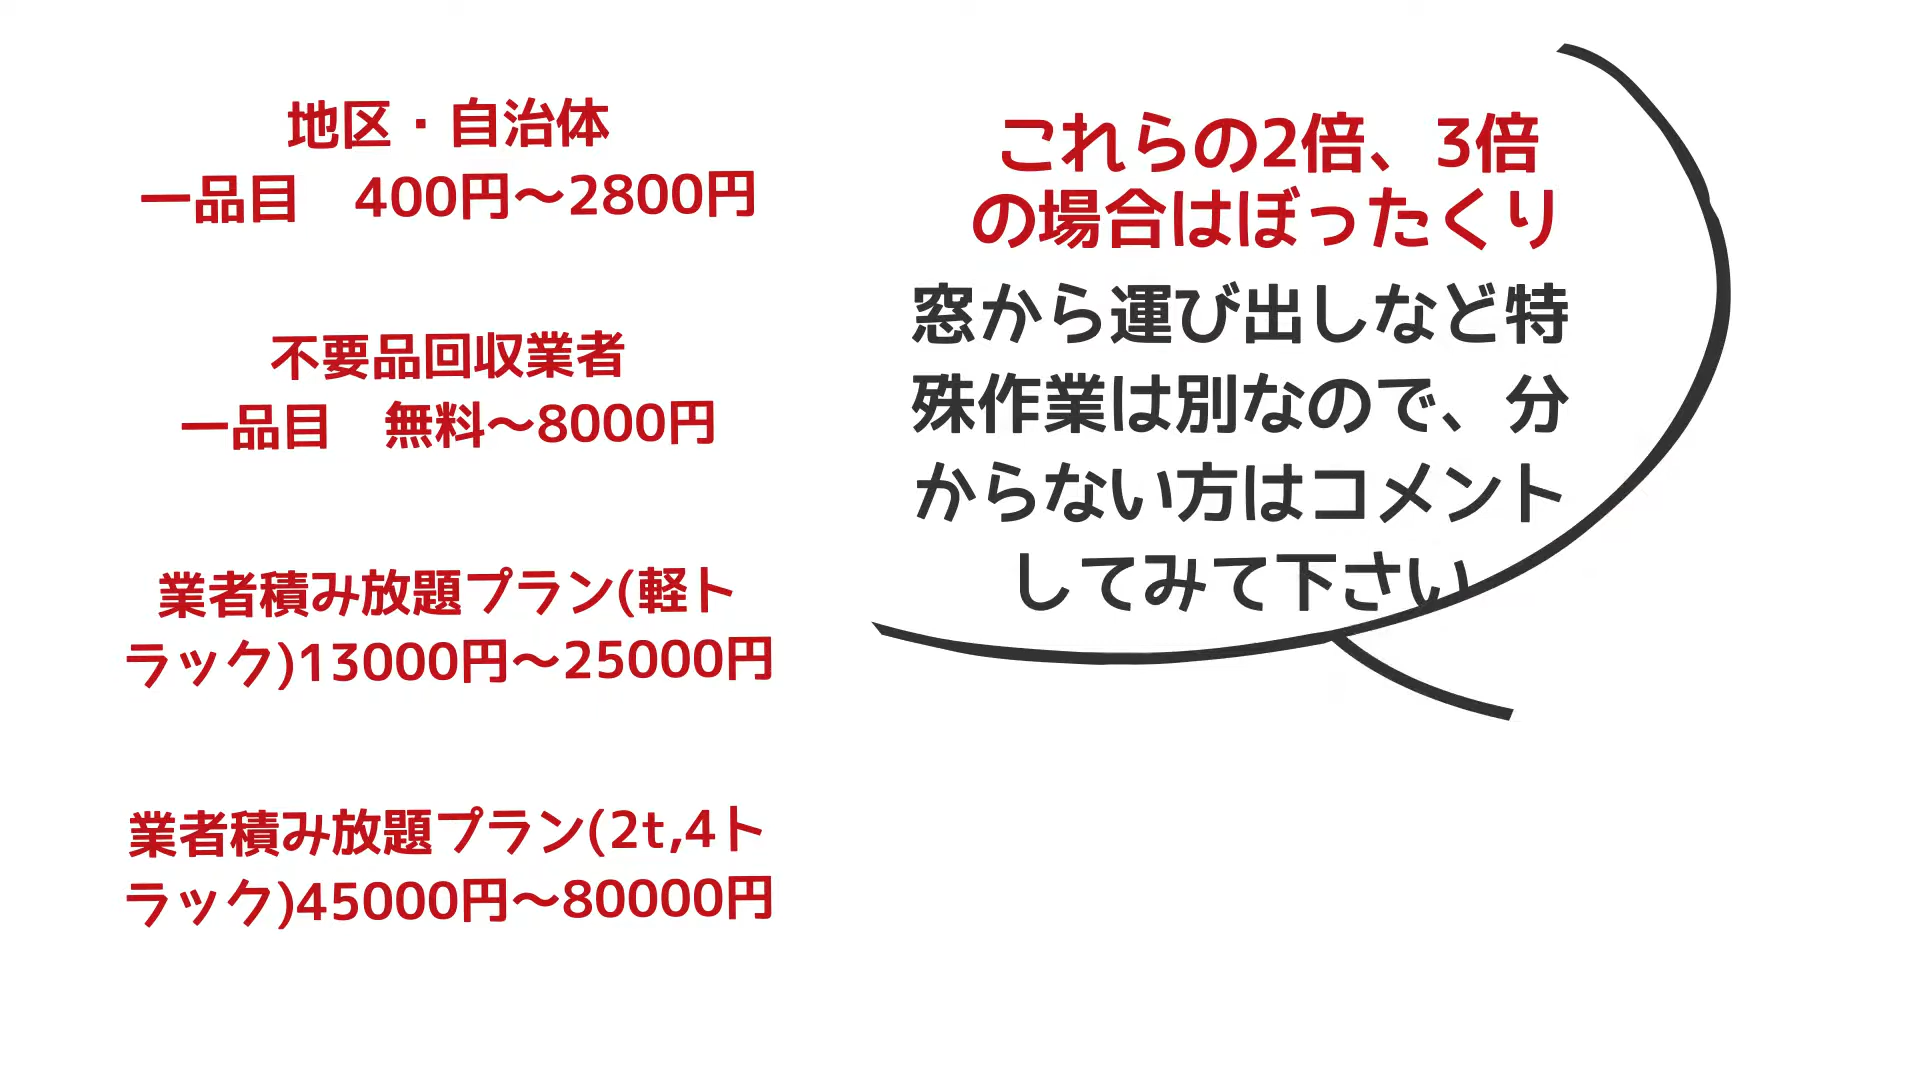 地区・自治体
一品目　400円〜2800円
不要品回収業者
一品目　無料〜8000円
業者積み放題プラン(軽ト
ラック)13000円〜25000円
業者積み放題プラン(2t,4ト
ラック)45000円〜80000円
これらの2倍、3倍
の場合はぼったくり
窓から運び出しなど特
殊作業は別なので、分
からない方はコメント
してみて下さい